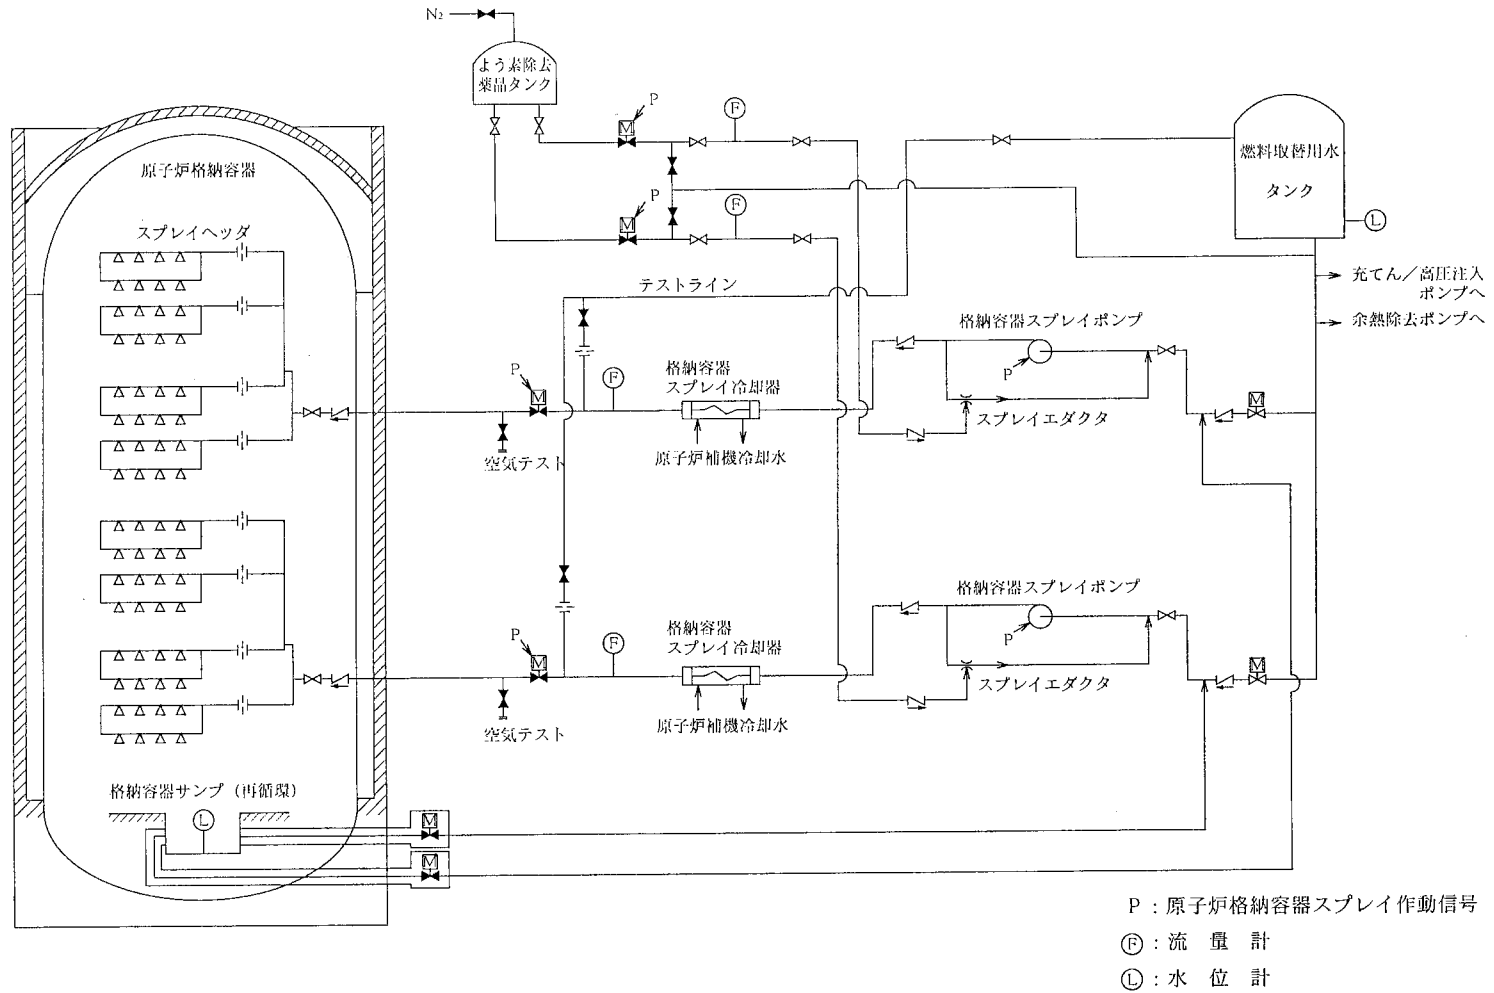 N₂
よう素除去
薬品タンク
P
M
F
燃料取替用水
タンク
原子炉格納容器
P
M
F
L
スプレイヘッダ
充てん／高圧注入
ポンプへ
テストライン
余熱除去ポンプへ
格納容器スプレイポンプ
P
格納容器
スプレイ冷却器
P
F
M
M
スプレイエダクタ
空気テスト
原子炉補機冷却水
格納容器スプレイポンプ
P
格納容器
スプレイ冷却器
P
F
M
M
スプレイエダクタ
空気テスト
原子炉補機冷却水
格納容器サンプ（再循環）
L
M
M
P : 原子炉格納容器スプレイ作動信号
F : 流量計
L : 水位計